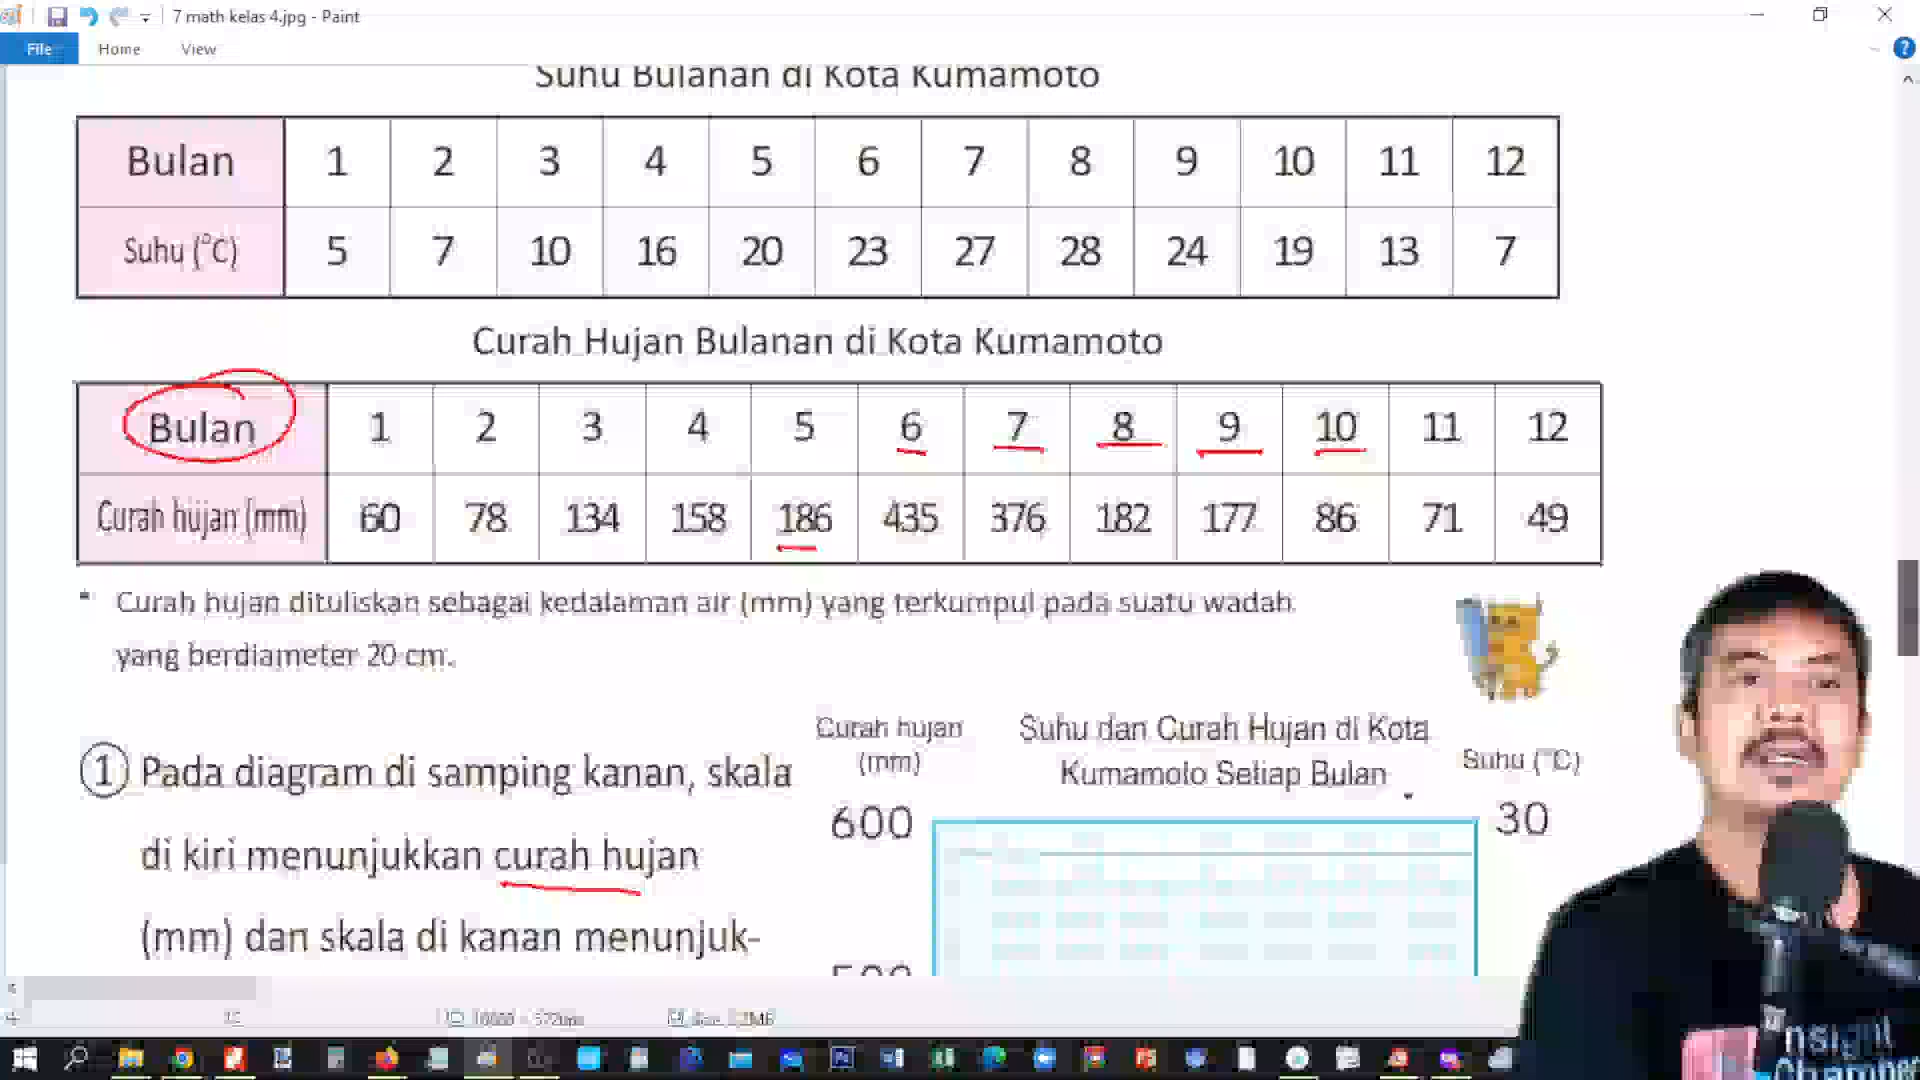 7 math kelas 4.jpg - Paint
File Home View
Suhu Bulanan di Kota Kumamoto
Bulan 1 2 3 4 5 6 7 8 9 10 11 12
Suhu (°C) 5 7 10 16 20 23 27 28 24 19 13 7
Curah Hujan Bulanan di Kota Kumamoto
Bulan 1 2 3 4 5 6 7 8 9 10 11 12
Curah hujan (mm) 60 78 134 158 186 435 376 182 177 86 71 49
* Curah hujan dituliskan sebagai kedalaman air (mm) yang terkumpul pada suatu wadah
yang berdiameter 20 cm.
① Pada diagram di samping kanan, skala
di kiri menunjukkan curah hujan
(mm) dan skala di kanan menunjuk-
Curah hujan
(mm)
Suhu dan Curah Hujan di Kota
Kumamoto Setiap Bulan
Suhu (°C)
600
30
500